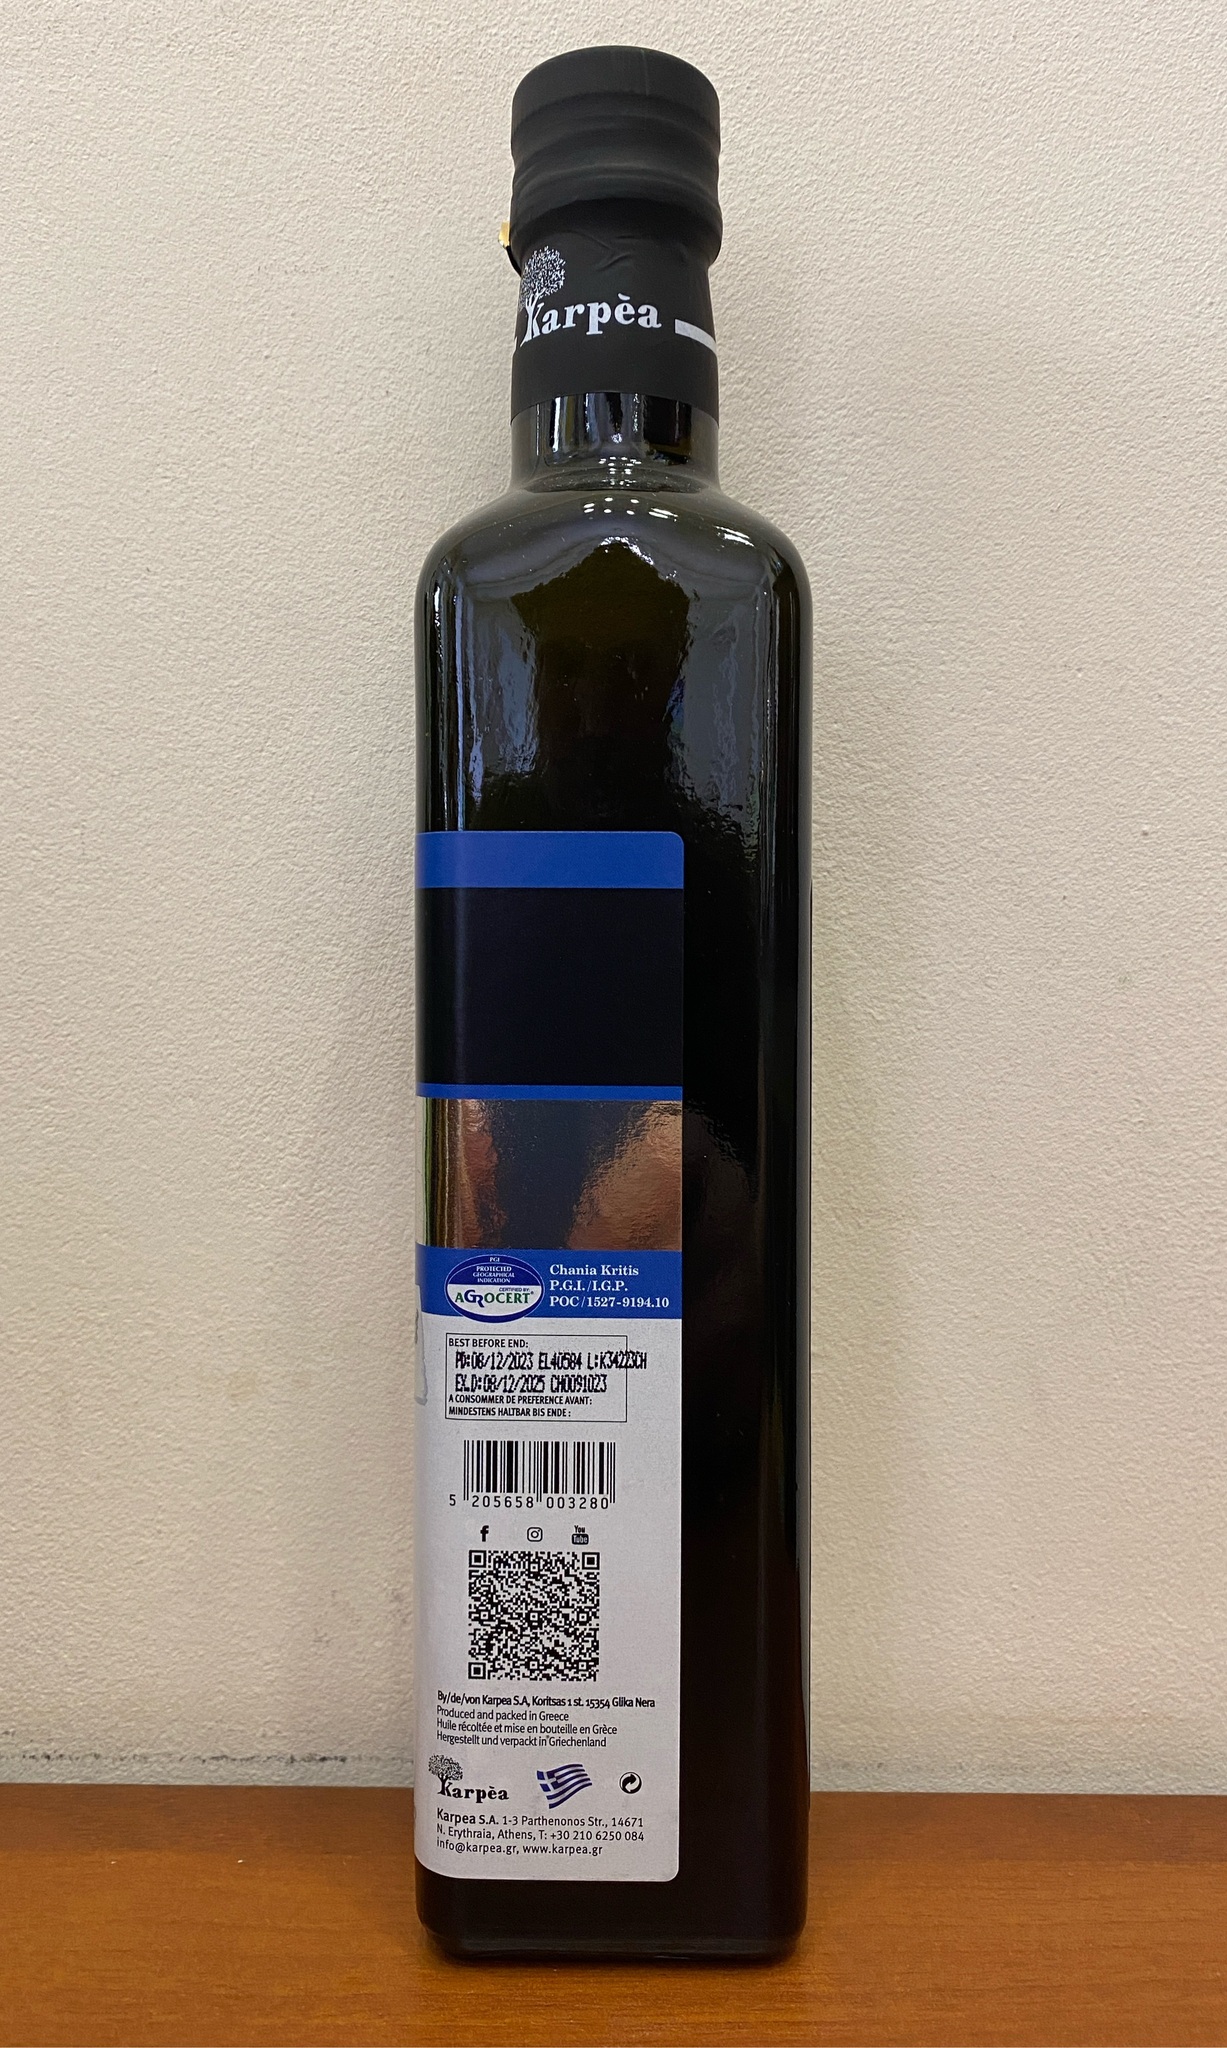 Karpèa
PGI
PROTECTED
GEOGRAPHICAL
INDICATION
CERTIFIED BY:
AGROCERT®
Chania Kritis
P.G.I./I.G.P.
POC/1527-9194.10
BEST BEFORE END:
PD:08/12/2023 EL40584 L:K34223CH
EX.D:08/12/2025 CH0091023
A CONSOMMER DE PREFERENCE AVANT:
MINDESTENS HALTBAR BIS ENDE :
5 205658 003280
You
Tube
By/de/von Karpea S.A, Koritsas 1 st. 15354 Glika Nera
Produced and packed in Greece
Huile récoltée et mise en bouteille en Grèce
Hergestellt und verpackt in Griechenland
Karpèa
Karpea S.A. 1-3 Parthenonos Str., 14671
N. Erythraia, Athens, T: +30 210 6250 084
info@karpea.gr, www.karpea.gr